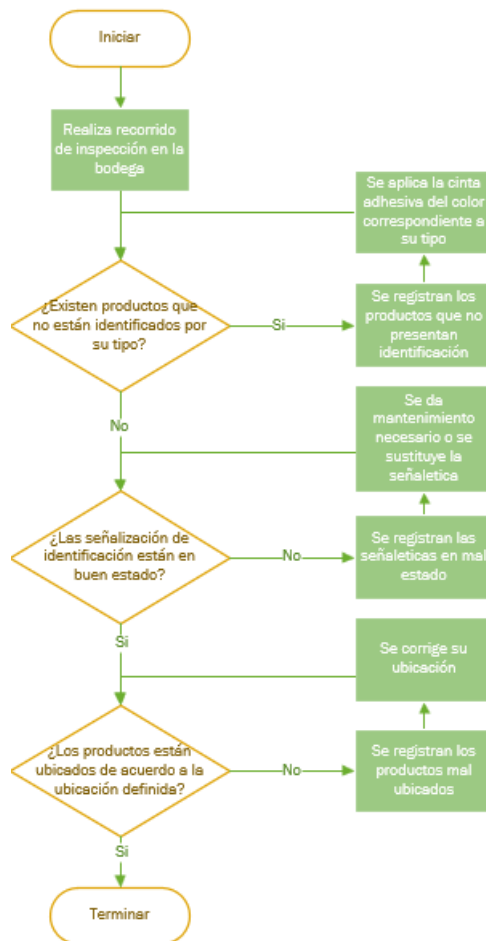 Iniciar
Realiza recorrido
de inspección en la
bodega
Se aplica la cinta
adhesiva del color
correspondiente a
su tipo
¿Existen productos que
no están identificados por
su tipo?
Si
Se registran los
productos que no
presentan
identificación
No
Se da
mantenimiento
necesario o se
sustituye la
señaletica
¿Las señalización de
identificación están en
buen estado?
No
Se registran las
señaleticas en mal
estado
Si
Se corrige su
ubicación
¿Los productos están
ubicados de acuerdo a la
ubicación definida?
No
Se registran los
productos mal
ubicados
Si
Terminar